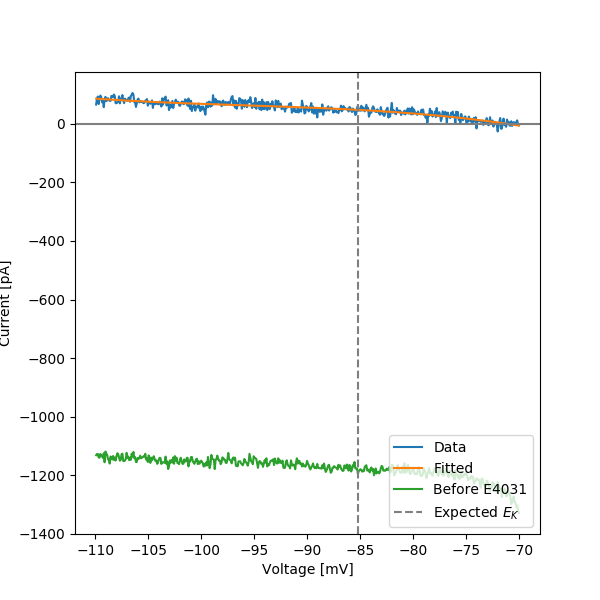 0
−200
−400
−600
−800
−1000
−1200
−1400
Current [pA]
−110
−105
−100
−95
−90
−85
−80
−75
−70
Voltage [mV]
Data
Fitted
Before E4031
Expected E_K